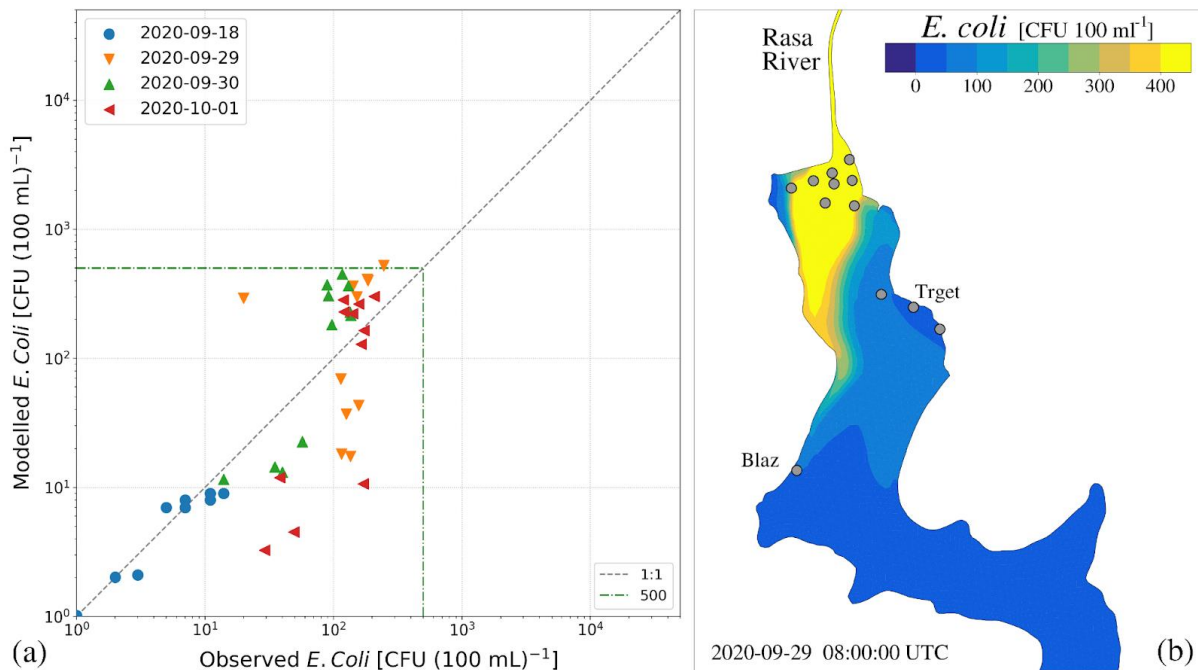 2020-09-18
2020-09-29
2020-09-30
2020-10-01
10⁴
10³
10²
10¹
10⁰
Modelled E. Coli [CFU (100 mL)⁻¹]
1:1
500
10⁰ 10¹ 10² 10³ 10⁴
(a) Observed E. Coli [CFU (100 mL)⁻¹]
Rasa
River
E. coli [CFU 100 ml⁻¹]
0 100 200 300 400
Trget
Blaz
2020-09-29 08:00:00 UTC (b)